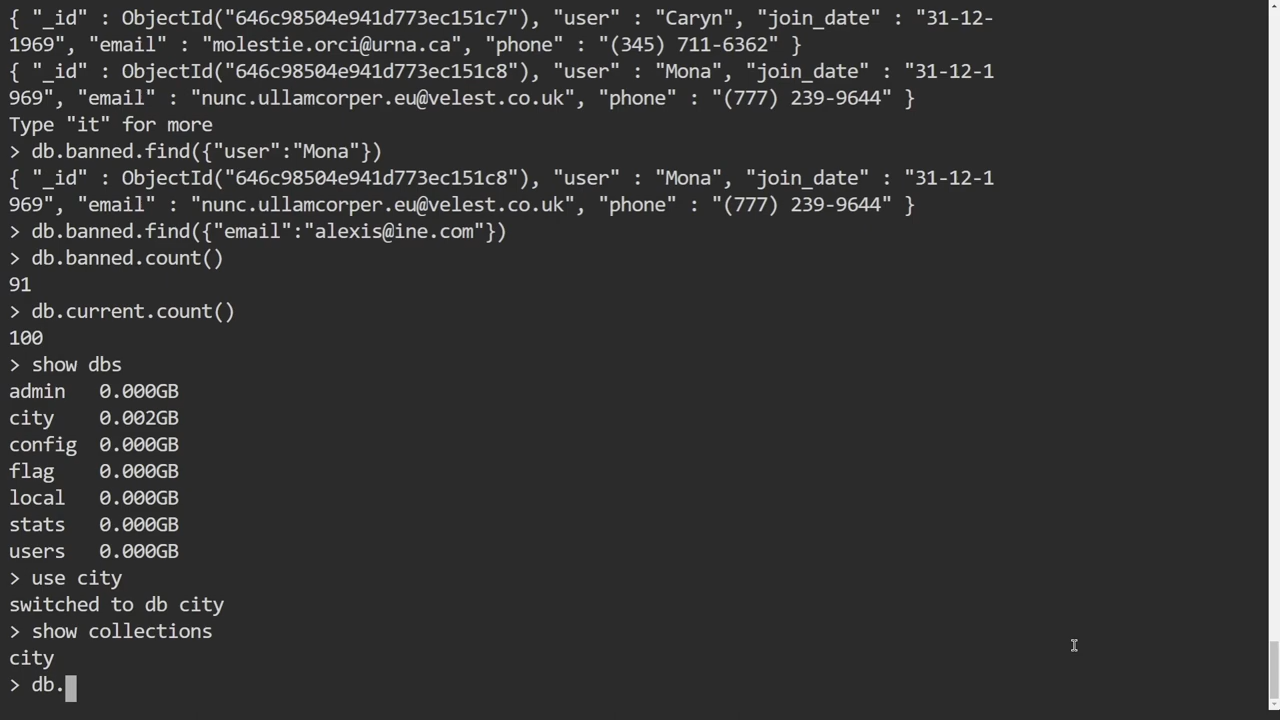 { "_id" : ObjectId("646c98504e941d773ec151c7"), "user" : "Caryn", "join_date" : "31-12-
1969", "email" : "molestie.orci@urna.ca", "phone" : "(345) 711-6362" }
{ "_id" : ObjectId("646c98504e941d773ec151c8"), "user" : "Mona", "join_date" : "31-12-1
969", "email" : "nunc.ullamcorper.eu@velest.co.uk", "phone" : "(777) 239-9644" }
Type "it" for more
> db.banned.find({"user":"Mona"})
{ "_id" : ObjectId("646c98504e941d773ec151c8"), "user" : "Mona", "join_date" : "31-12-1
969", "email" : "nunc.ullamcorper.eu@velest.co.uk", "phone" : "(777) 239-9644" }
> db.banned.find({"email":"alexis@ine.com"})
> db.banned.count()
91
> db.current.count()
100
> show dbs
admin   0.000GB
city    0.002GB
config  0.000GB
flag    0.000GB
local   0.000GB
stats   0.000GB
users   0.000GB
> use city
switched to db city
> show collections
city
> db.